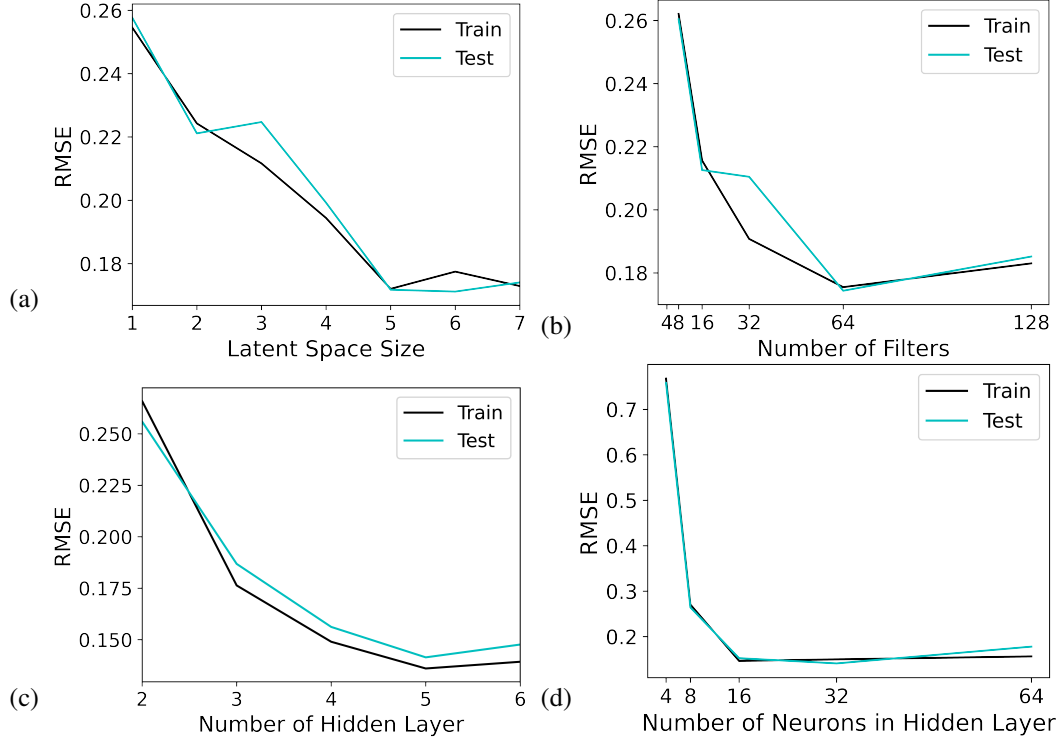 0.26
0.24
0.22
0.20
0.18
RMSE
Train
Test
1 2 3 4 5 6 7
Latent Space Size
(a)
0.26
0.24
0.22
0.20
0.18
RMSE
Train
Test
4 8 16 32 64 128
Number of Filters
(b)
0.250
0.225
0.200
0.175
0.150
RMSE
Train
Test
2 3 4 5 6
Number of Hidden Layer
(c)
0.7
0.6
0.5
0.4
0.3
0.2
RMSE
Train
Test
4 8 16 32 64
Number of Neurons in Hidden Layer
(d)